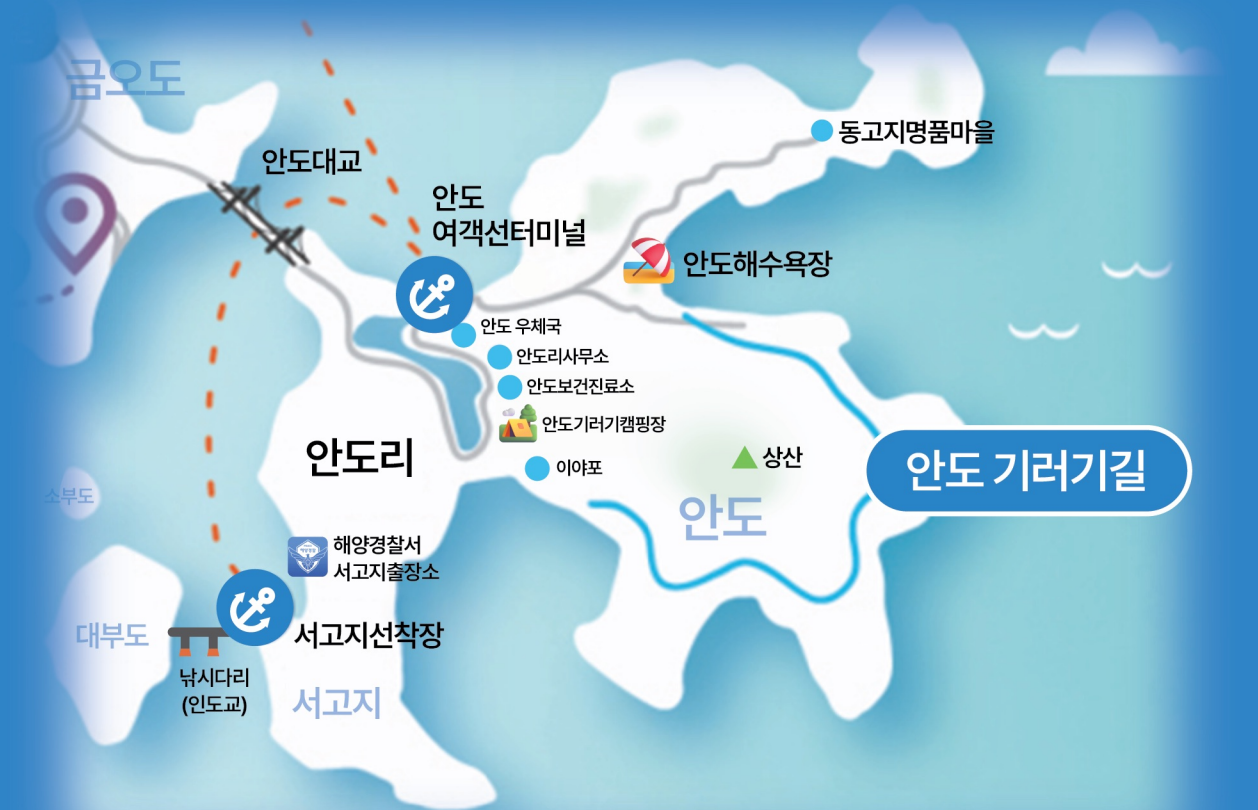 금오도
안도대교
안도
여객선터미널
동고지명품마을
안도해수욕장
안도 우체국
안도리사무소
안도보건진료소
안도기러기캠핑장
이야포
안도리
상산
안도 기러기길
안도
소부도
해양경찰서
서고지출장소
대부도
서고지선착장
낚시다리
(인도교)
서고지